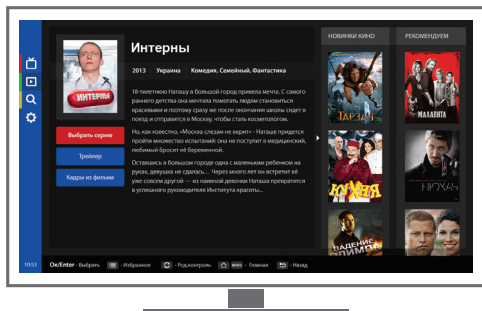 НОВИНКИ КИНО
РЕКОМЕНДУЕМ
Интерны
2013 Украина Комедия, Семейный, Фантастика
18-тилетнюю Наташу в большой город привела мечта. С самого
раннего детства она мечтала помогать людям становиться
красивыми и поэтому сразу же после окончания школы сядет в
поезд и отправится в Москву, чтобы стать косметологом.
Но, как известно, «Москва слезам не верит» - Наташе придется
пройти множество испытаний: она не поступит в медицинский,
любимый бросит её беременной.
Оставшись в большом городе одна с маленьким ребенком на
руках, девушка не сдалась… Через много лет он встретит её
уже совсем другой — из наивной девочки Наташа превратится
в успешного руководителя Института красоты...
ИНТЕРНЫ
Выбрать серию
Трейлер
Кадры из фильма
ТАРЗАН
МАЛАВИТА
КУХНЯ
НЮХАЧ
ПАДЕНИЕ
ОЛИМПА
10:53 Ок/Enter - Выбрать - Избранное - Род.контроль MENU - Главная - Назад